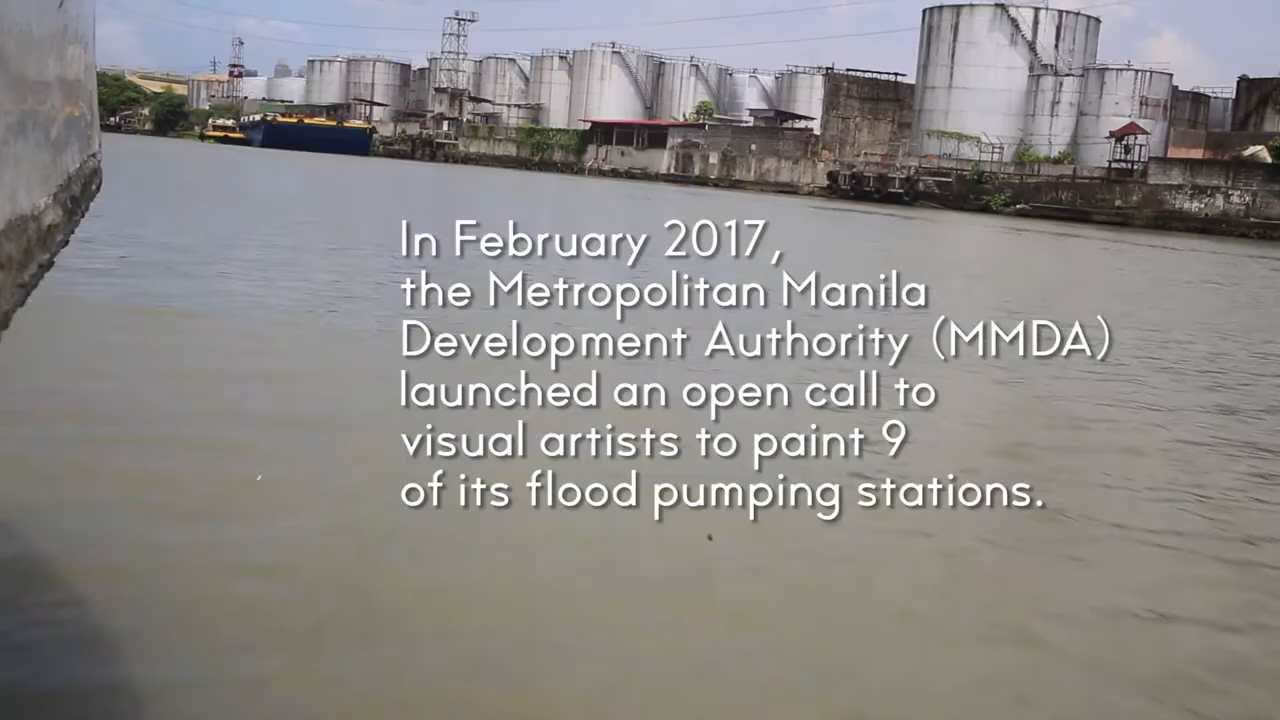 In February 2017,
the Metropolitan Manila
Development Authority (MMDA)
launched an open call to
visual artists to paint 9
of its flood pumping stations.